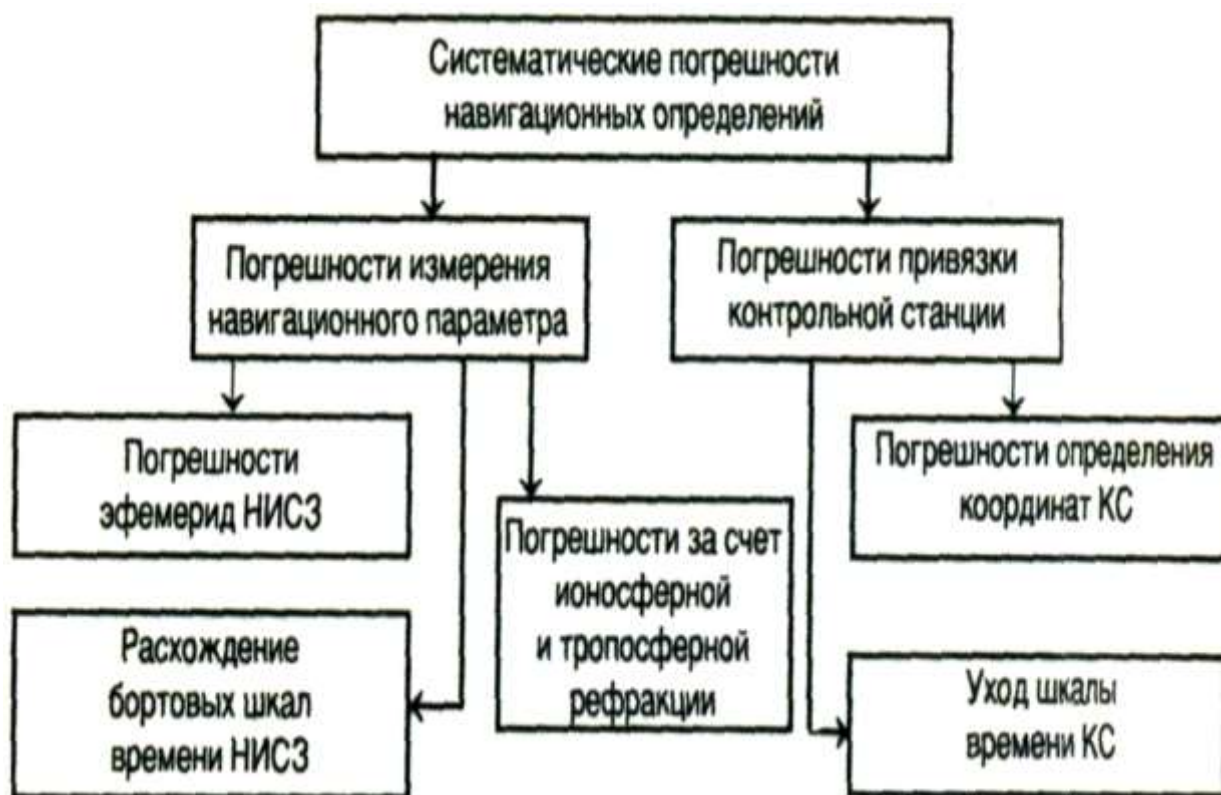 Систематические погрешности
навигационных определений
Погрешности измерения
навигационного параметра
Погрешности привязки
контрольной станции
Погрешности
эфемерид НИСЗ
Погрешности определения
координат КС
Погрешности за счет
ионосферной
и тропосферной
рефракции
Расхождение
бортовых шкал
времени НИСЗ
Уход шкалы
времени КС